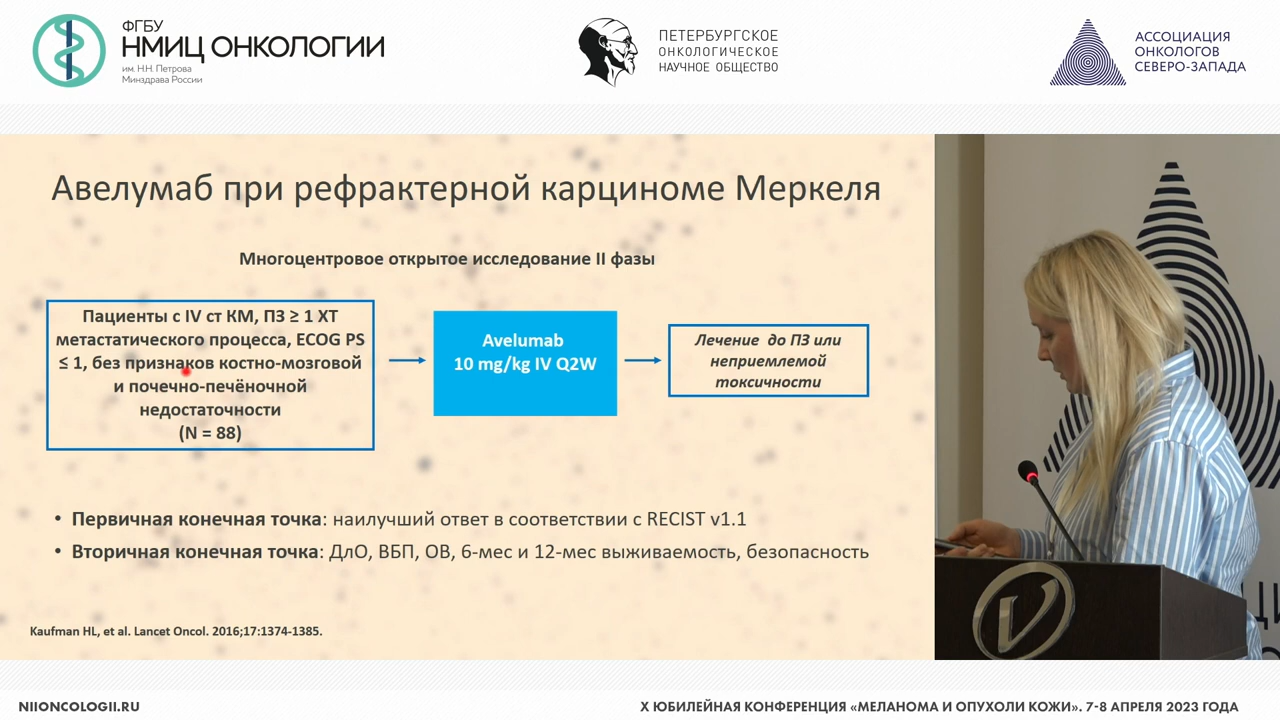 ФГБУ
НМИЦ ОНКОЛОГИИ
им. Н.Н. Петрова
Минздрава России
ПЕТЕРБУРГСКОЕ
ОНКОЛОГИЧЕСКОЕ
НАУЧНОЕ ОБЩЕСТВО
АССОЦИАЦИЯ
ОНКОЛОГОВ
СЕВЕРО-ЗАПАДА
Авелумаб при рефрактерной карциноме Меркеля
Многоцентровое открытое исследование II фазы
Пациенты с IV ст КМ, ПЗ ≥ 1 ХТ
метастатического процесса, ECOG PS
≤ 1, без признаков костно-мозговой
и почечно-печёночной
недостаточности
(N = 88)
Avelumab
10 mg/kg IV Q2W
Лечение до ПЗ или
неприемлемой
токсичности
• Первичная конечная точка: наилучший ответ в соответствии с RECIST v1.1
• Вторичная конечная точка: ДлО, ВБП, ОВ, 6-мес и 12-мес выживаемость, безопасность
Kaufman HL, et al. Lancet Oncol. 2016;17:1374-1385.
NIIONCOLOGII.RU
X ЮБИЛЕЙНАЯ КОНФЕРЕНЦИЯ «МЕЛАНОМА И ОПУХОЛИ КОЖИ». 7-8 АПРЕЛЯ 2023 ГОДА